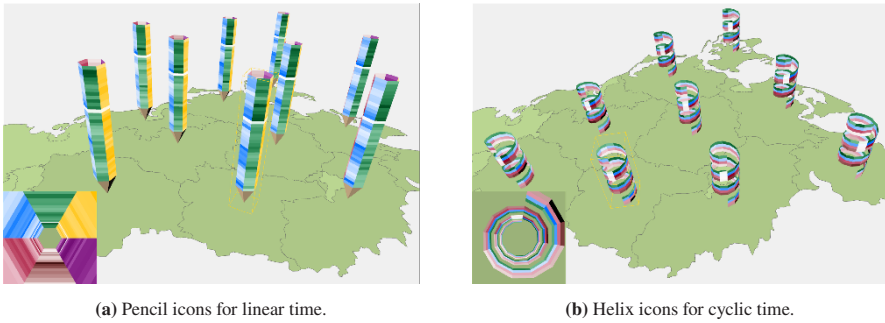 (a) Pencil icons for linear time.
(b) Helix icons for cyclic time.